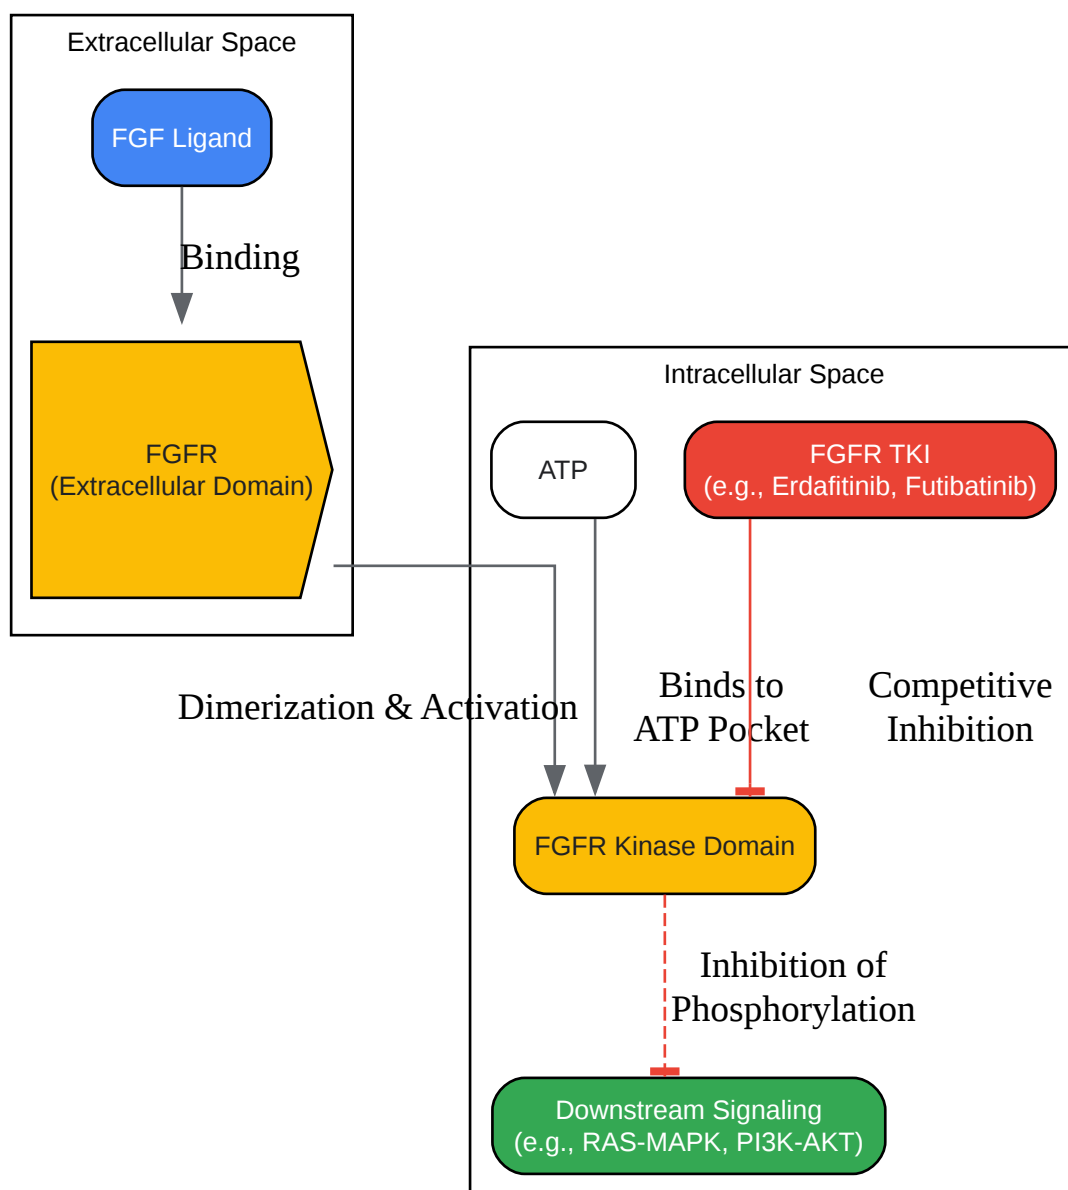 Extracellular Space
FGF Ligand
Binding
FGFR
(Extracellular Domain)
Intracellular Space
ATP
FGFR TKI
(e.g., Erdafitinib, Futibatinib)
Dimerization & Activation
Binds to
ATP Pocket
Competitive
Inhibition
FGFR Kinase Domain
Inhibition of
Phosphorylation
Downstream Signaling
(e.g., RAS-MAPK, PI3K-AKT)